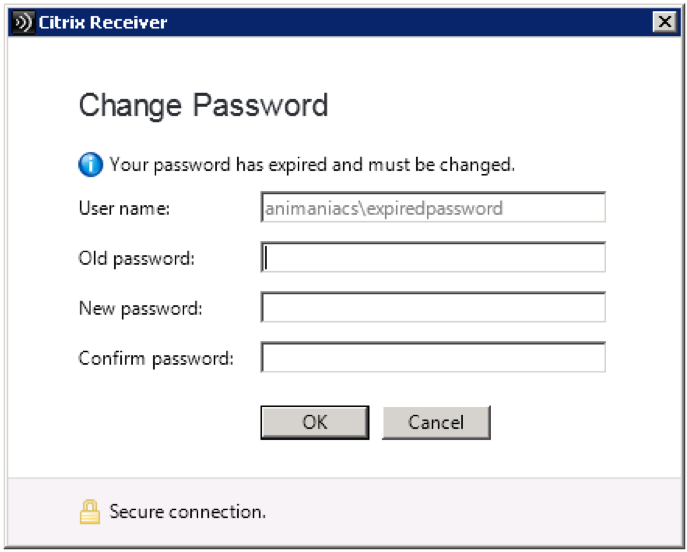 Citrix Receiver
Change Password
Your password has expired and must be changed.
User name: animaniacs\expiredpassword
Old password:
New password:
Confirm password:
OK Cancel
Secure connection.